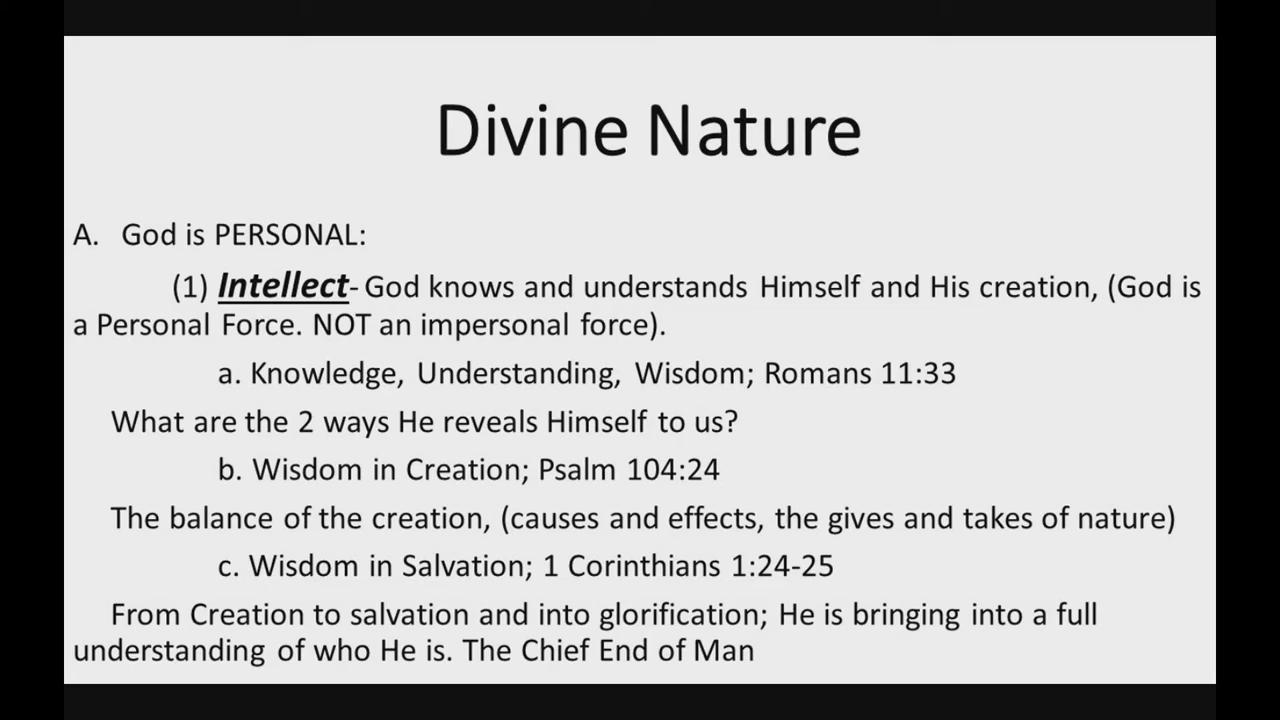 Divine Nature
A. God is PERSONAL:
(1) Intellect- God knows and understands Himself and His creation, (God is
a Personal Force. NOT an impersonal force).
a. Knowledge, Understanding, Wisdom; Romans 11:33
What are the 2 ways He reveals Himself to us?
b. Wisdom in Creation; Psalm 104:24
The balance of the creation, (causes and effects, the gives and takes of nature)
c. Wisdom in Salvation; 1 Corinthians 1:24-25
From Creation to salvation and into glorification; He is bringing into a full
understanding of who He is. The Chief End of Man